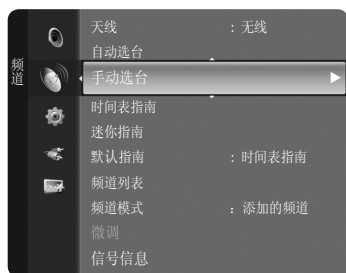 频道
天线 : 无线
自动选台
手动选台
时间表指南
迷你指南
默认指南 : 时间表指南
频道列表
频道模式 : 添加的频道
微调
信号信息